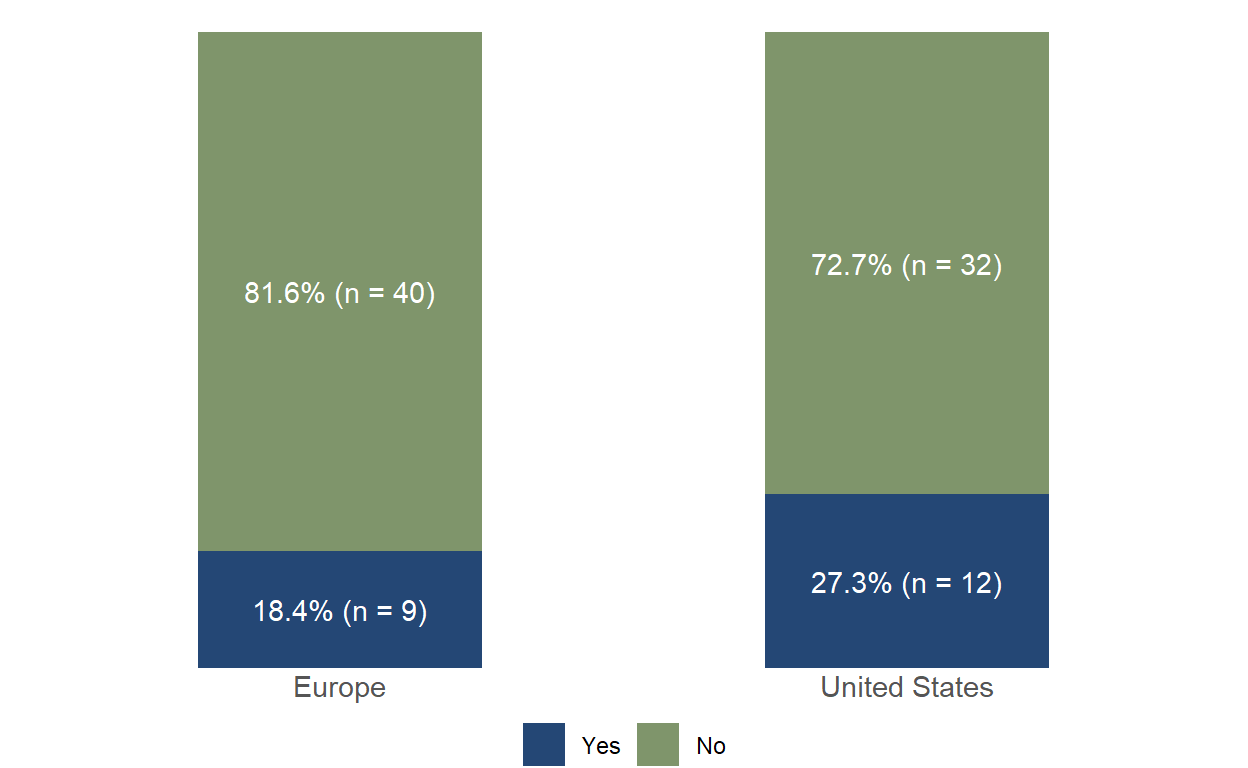 81.6% (n = 40)
72.7% (n = 32)
18.4% (n = 9)
27.3% (n = 12)
Europe
United States
Yes
No